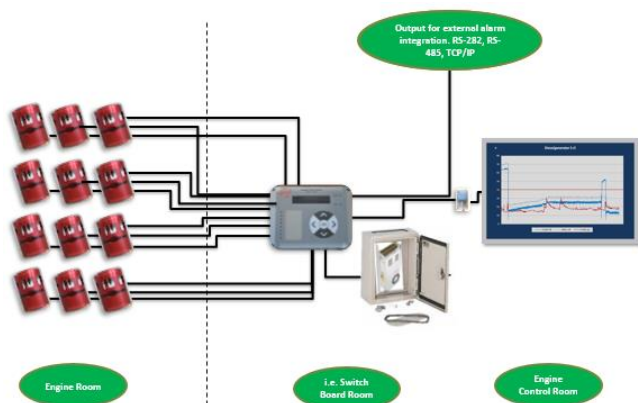 Output for external alarm
integration. RS-282, RS-
485, TCP/IP
Engine Room
i.e. Switch
Board Room
Engine
Control Room